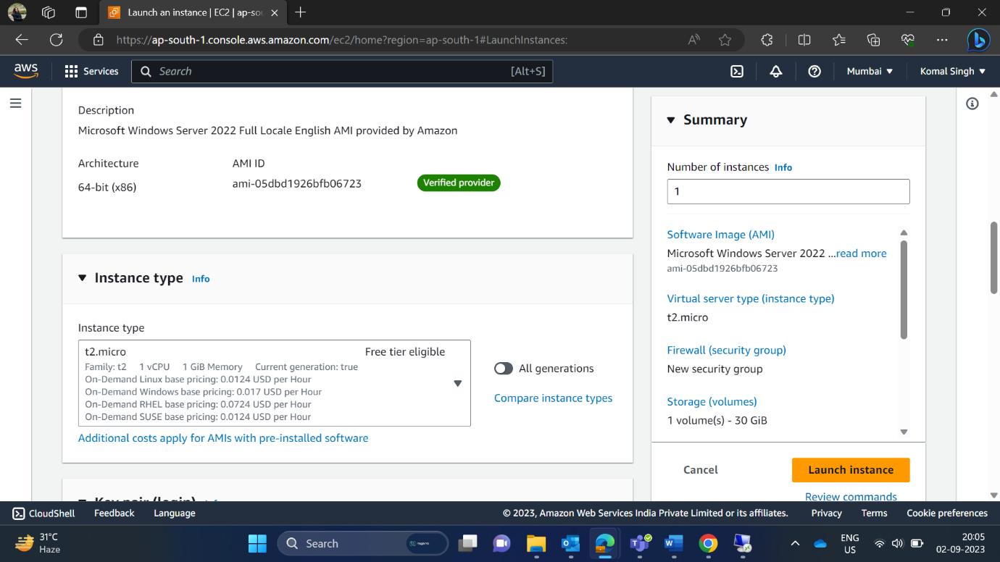 Launch an instance | EC2 | ap-so
https://ap-south-1.console.aws.amazon.com/ec2/home?region=ap-south-1#LaunchInstances:
aws
Services
Search
[Alt+S]
Mumbai
Komal Singh
Description
Microsoft Windows Server 2022 Full Locale English AMI provided by Amazon
Architecture
AMI ID
64-bit (x86)
ami-05dbd1926bfb06723
Verified provider
Instance type Info
Instance type
t2.micro
Free tier eligible
Family: t2 1 vCPU 1 GiB Memory Current generation: true
On-Demand Linux base pricing: 0.0124 USD per Hour
On-Demand Windows base pricing: 0.017 USD per Hour
On-Demand RHEL base pricing: 0.0724 USD per Hour
On-Demand SUSE base pricing: 0.0124 USD per Hour
All generations
Compare instance types
Additional costs apply for AMIs with pre-installed software
Key pair (login) Info
Summary
Number of instances Info
1
Software Image (AMI)
Microsoft Windows Server 2022 ...read more
ami-05dbd1926bfb06723
Virtual server type (instance type)
t2.micro
Firewall (security group)
New security group
Storage (volumes)
1 volume(s) - 30 GiB
Cancel
Launch instance
Review commands
CloudShell
Feedback
Language
© 2023, Amazon Web Services India Private Limited or its affiliates.
Privacy
Terms
Cookie preferences
31°C
Haze
Search
ENG
US
20:05
02-09-2023